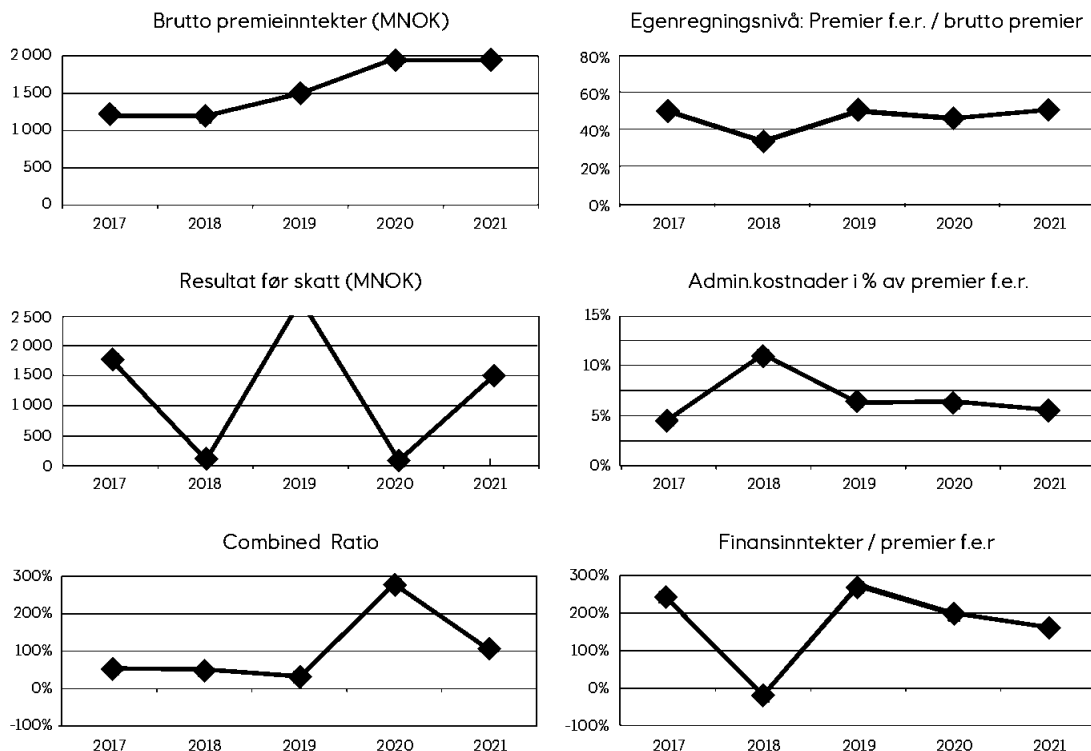 Brutto premieinntekter (MNOK)
2 000
1 500
1 000
500
0
2017 2018 2019 2020 2021
Egenregningsnivå: Premier f.e.r. / brutto premier
80%
60%
40%
20%
0%
2017 2018 2019 2020 2021
Resultat før skatt (MNOK)
2 500
2 000
1 500
1 000
500
0
2017 2018 2019 2020 2021
Admin.kostnader i % av premier f.e.r.
15%
10%
5%
0%
2017 2018 2019 2020 2021
Combined Ratio
300%
200%
100%
0%
-100%
2017 2018 2019 2020 2021
Finansinntekter / premier f.e.r
300%
200%
100%
0%
-100%
2017 2018 2019 2020 2021